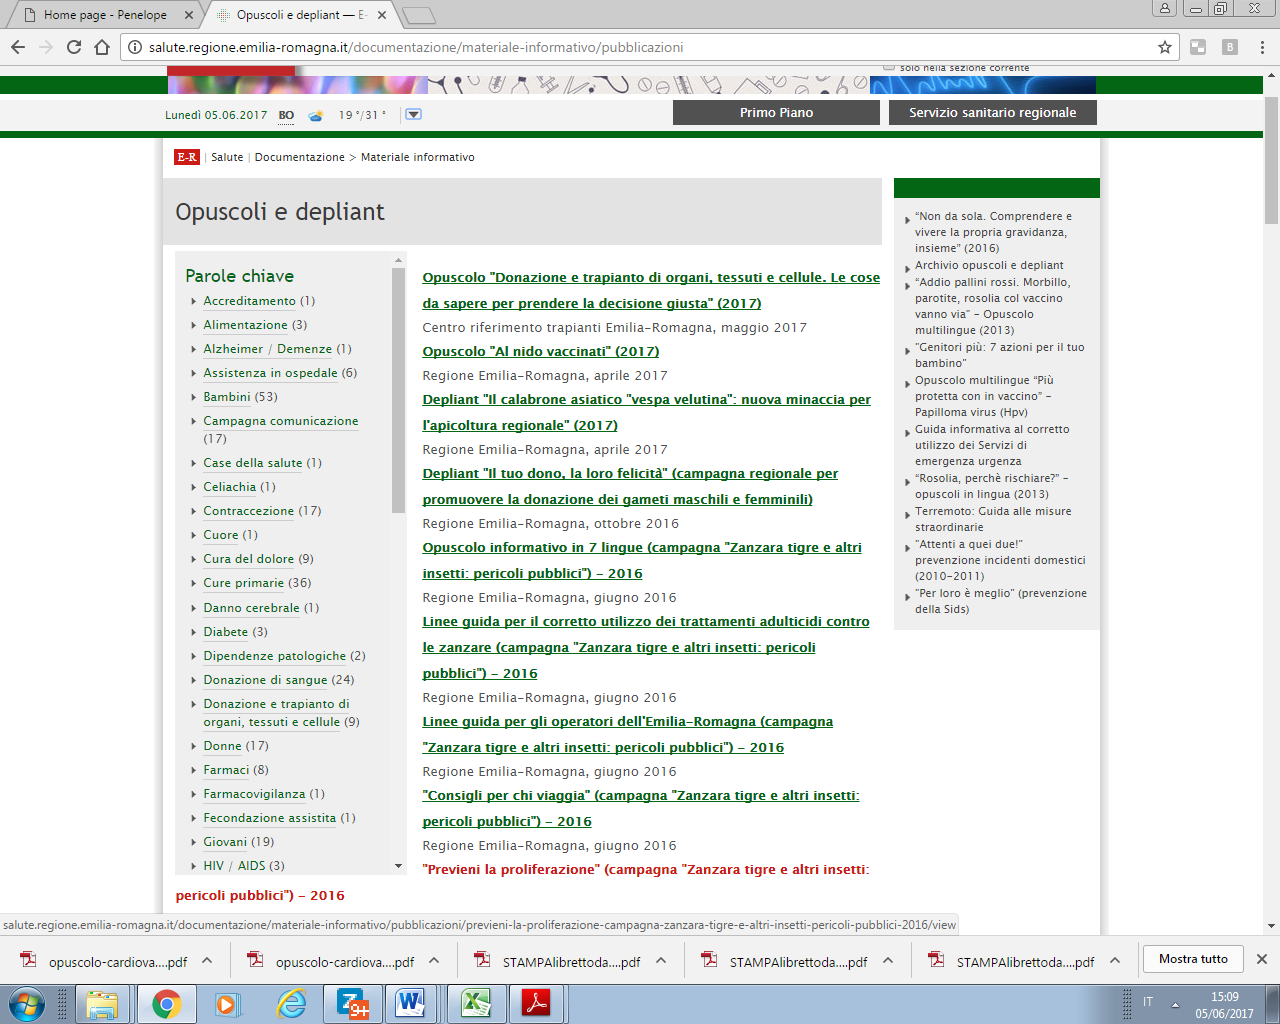 Home page - Penelope
Opuscoli e depliant — E-
salute.regione.emilia-romagna.it/documentazione/materiale-informativo/pubblicazioni
solo nella sezione corrente
Lunedì 05.06.2017 BO 19 °/31 °
Primo Piano
Servizio sanitario regionale
E-R | Salute | Documentazione > Materiale informativo
Opuscoli e depliant
Parole chiave
Accreditamento (1)
Alimentazione (3)
Alzheimer / Demenze (1)
Assistenza in ospedale (6)
Bambini (53)
Campagna comunicazione
(17)
Case della salute (1)
Celiachia (1)
Contraccezione (17)
Cuore (1)
Cura del dolore (9)
Cure primarie (36)
Danno cerebrale (1)
Diabete (3)
Dipendenze patologiche (2)
Donazione di sangue (24)
Donazione e trapianto di
organi, tessuti e cellule (9)
Donne (17)
Farmaci (8)
Farmacovigilanza (1)
Fecondazione assistita (1)
Giovani (19)
HIV / AIDS (3)
Opuscolo "Donazione e trapianto di organi, tessuti e cellule. Le cose
da sapere per prendere la decisione giusta" (2017)
Centro riferimento trapianti Emilia-Romagna, maggio 2017
Opuscolo "Al nido vaccinati" (2017)
Regione Emilia-Romagna, aprile 2017
Depliant "Il calabrone asiatico "vespa velutina": nuova minaccia per
l'apicoltura regionale" (2017)
Regione Emilia-Romagna, aprile 2017
Depliant "Il tuo dono, la loro felicità" (campagna regionale per
promuovere la donazione dei gameti maschili e femminili)
Regione Emilia-Romagna, ottobre 2016
Opuscolo informativo in 7 lingue (campagna "Zanzara tigre e altri
insetti: pericoli pubblici") - 2016
Regione Emilia-Romagna, giugno 2016
Linee guida per il corretto utilizzo dei trattamenti adulticidi contro
le zanzare (campagna "Zanzara tigre e altri insetti: pericoli
pubblici") - 2016
Regione Emilia-Romagna, giugno 2016
Linee guida per gli operatori dell'Emilia-Romagna (campagna
"Zanzara tigre e altri insetti: pericoli pubblici") - 2016
Regione Emilia-Romagna, giugno 2016
"Consigli per chi viaggia" (campagna "Zanzara tigre e altri insetti:
pericoli pubblici") - 2016
Regione Emilia-Romagna, giugno 2016
"Previeni la proliferazione" (campagna "Zanzara tigre e altri insetti:
pericoli pubblici") - 2016
“Non da sola. Comprendere e
vivere la propria gravidanza,
insieme” (2016)
Archivio opuscoli e depliant
“Addio pallini rossi. Morbillo,
parotite, rosolia col vaccino
vanno via” - Opuscolo
multilingue (2013)
"Genitori più: 7 azioni per il tuo
bambino"
Opuscolo multilingue “Più
protetta con in vaccino” -
Papilloma virus (Hpv)
Guida informativa al corretto
utilizzo dei Servizi di
emergenza urgenza
“Rosolia, perchè rischiare?” -
opuscoli in lingua (2013)
Terremoto: Guida alle misure
straordinarie
"Attenti a quei due!"
prevenzione incidenti domestici
(2010-2011)
"Per loro è meglio" (prevenzione
della Sids)
salute.regione.emilia-romagna.it/documentazione/materiale-informativo/pubblicazioni/previeni-la-proliferazione-campagna-zanzara-tigre-e-altri-insetti-pericoli-pubblici-2016/view
opuscolo-cardiova....pdf
opuscolo-cardiova....pdf
STAMPAlibrettoda....pdf
STAMPAlibrettoda....pdf
STAMPAlibrettoda....pdf
Mostra tutto
9+
IT
15:09
05/06/2017